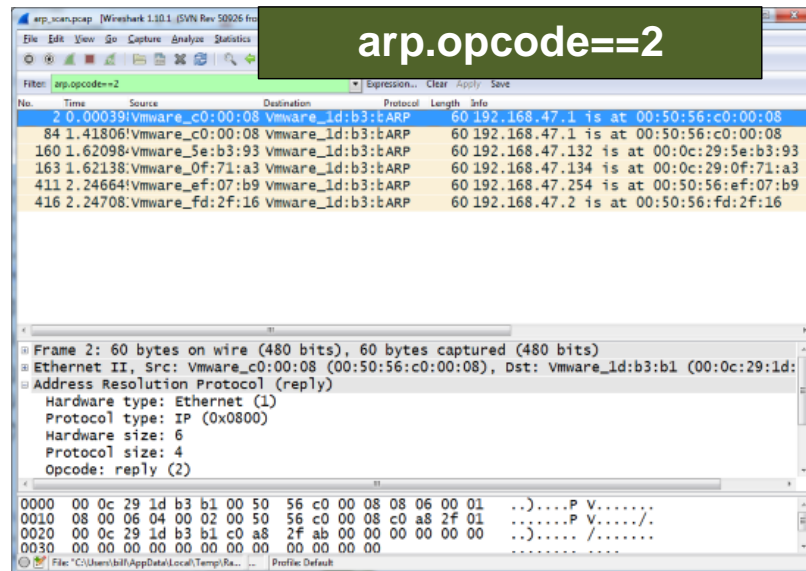 arp_scan.pcap [Wireshark 1.10.1 (SVN Rev 50926 fro
arp.opcode==2
File Edit View Go Capture Analyze Statistics
Filter: arp.opcode==2 Expression... Clear Apply Save
No. Time Source Destination Protocol Length Info
2 0.00039 Vmware_c0:00:08 Vmware_1d:b3:b ARP 60 192.168.47.1 is at 00:50:56:c0:00:08
84 1.41806 Vmware_c0:00:08 Vmware_1d:b3:b ARP 60 192.168.47.1 is at 00:50:56:c0:00:08
160 1.62098 Vmware_5e:b3:93 Vmware_1d:b3:b ARP 60 192.168.47.132 is at 00:0c:29:5e:b3:93
163 1.62138 Vmware_0f:71:a3 Vmware_1d:b3:b ARP 60 192.168.47.134 is at 00:0c:29:0f:71:a3
411 2.24664 Vmware_ef:07:b9 Vmware_1d:b3:b ARP 60 192.168.47.254 is at 00:50:56:ef:07:b9
416 2.24708 Vmware_fd:2f:16 Vmware_1d:b3:b ARP 60 192.168.47.2 is at 00:50:56:fd:2f:16
Frame 2: 60 bytes on wire (480 bits), 60 bytes captured (480 bits)
Ethernet II, Src: Vmware_c0:00:08 (00:50:56:c0:00:08), Dst: Vmware_1d:b3:b1 (00:0c:29:1d:
Address Resolution Protocol (reply)
Hardware type: Ethernet (1)
Protocol type: IP (0x0800)
Hardware size: 6
Protocol size: 4
Opcode: reply (2)
0000 00 0c 29 1d b3 b1 00 50 56 c0 00 08 08 06 00 01 ..)....P V.......
0010 08 00 06 04 00 02 00 50 56 c0 00 08 c0 a8 2f 01 .......P V...../.
0020 00 0c 29 1d b3 b1 c0 a8 2f ab 00 00 00 00 00 00 ..)..... /.......
0030 00 00 00 00 00 00 00 00 00 00 00 00 ........ ....
File: "C:\Users\bill\AppData\Local\Temp\Ra... ... Profile: Default